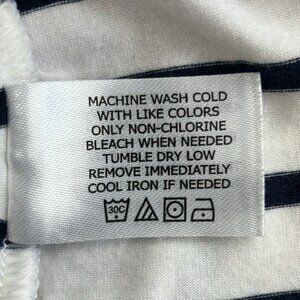 MACHINE WASH COLD
WITH LIKE COLORS
ONLY NON-CHLORINE
BLEACH WHEN NEEDED
TUMBLE DRY LOW
REMOVE IMMEDIATELY
COOL IRON IF NEEDED
30C